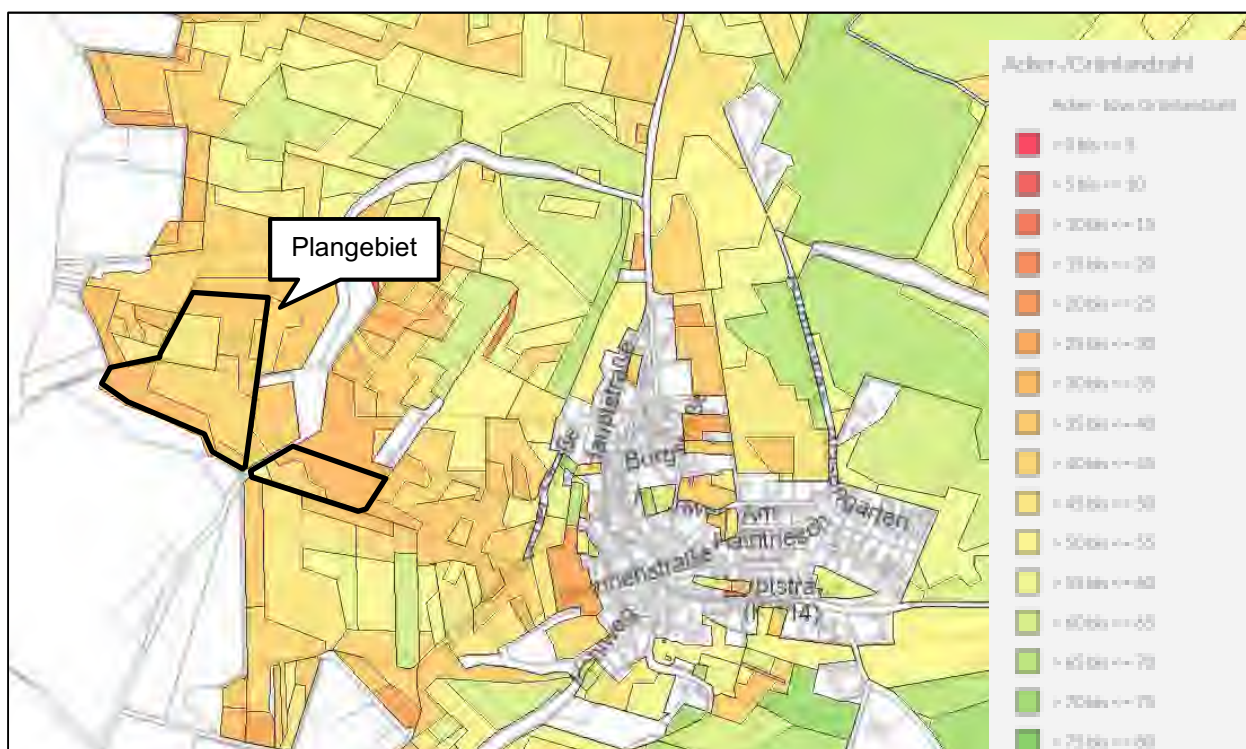 Acker-/Grünlandzahl
Acker- bzw. Grünlandzahl
> 0 bis <= 5
> 5 bis <= 10
> 10 bis <= 15
> 15 bis <= 20
> 20 bis <= 25
> 25 bis <= 30
> 30 bis <= 35
> 35 bis <= 40
> 40 bis <= 45
> 45 bis <= 50
> 50 bis <= 55
> 55 bis <= 60
> 60 bis <= 65
> 65 bis <= 70
> 70 bis <= 75
> 75 bis <= 80
Plangebiet
Hauptstraße
Burg
Am